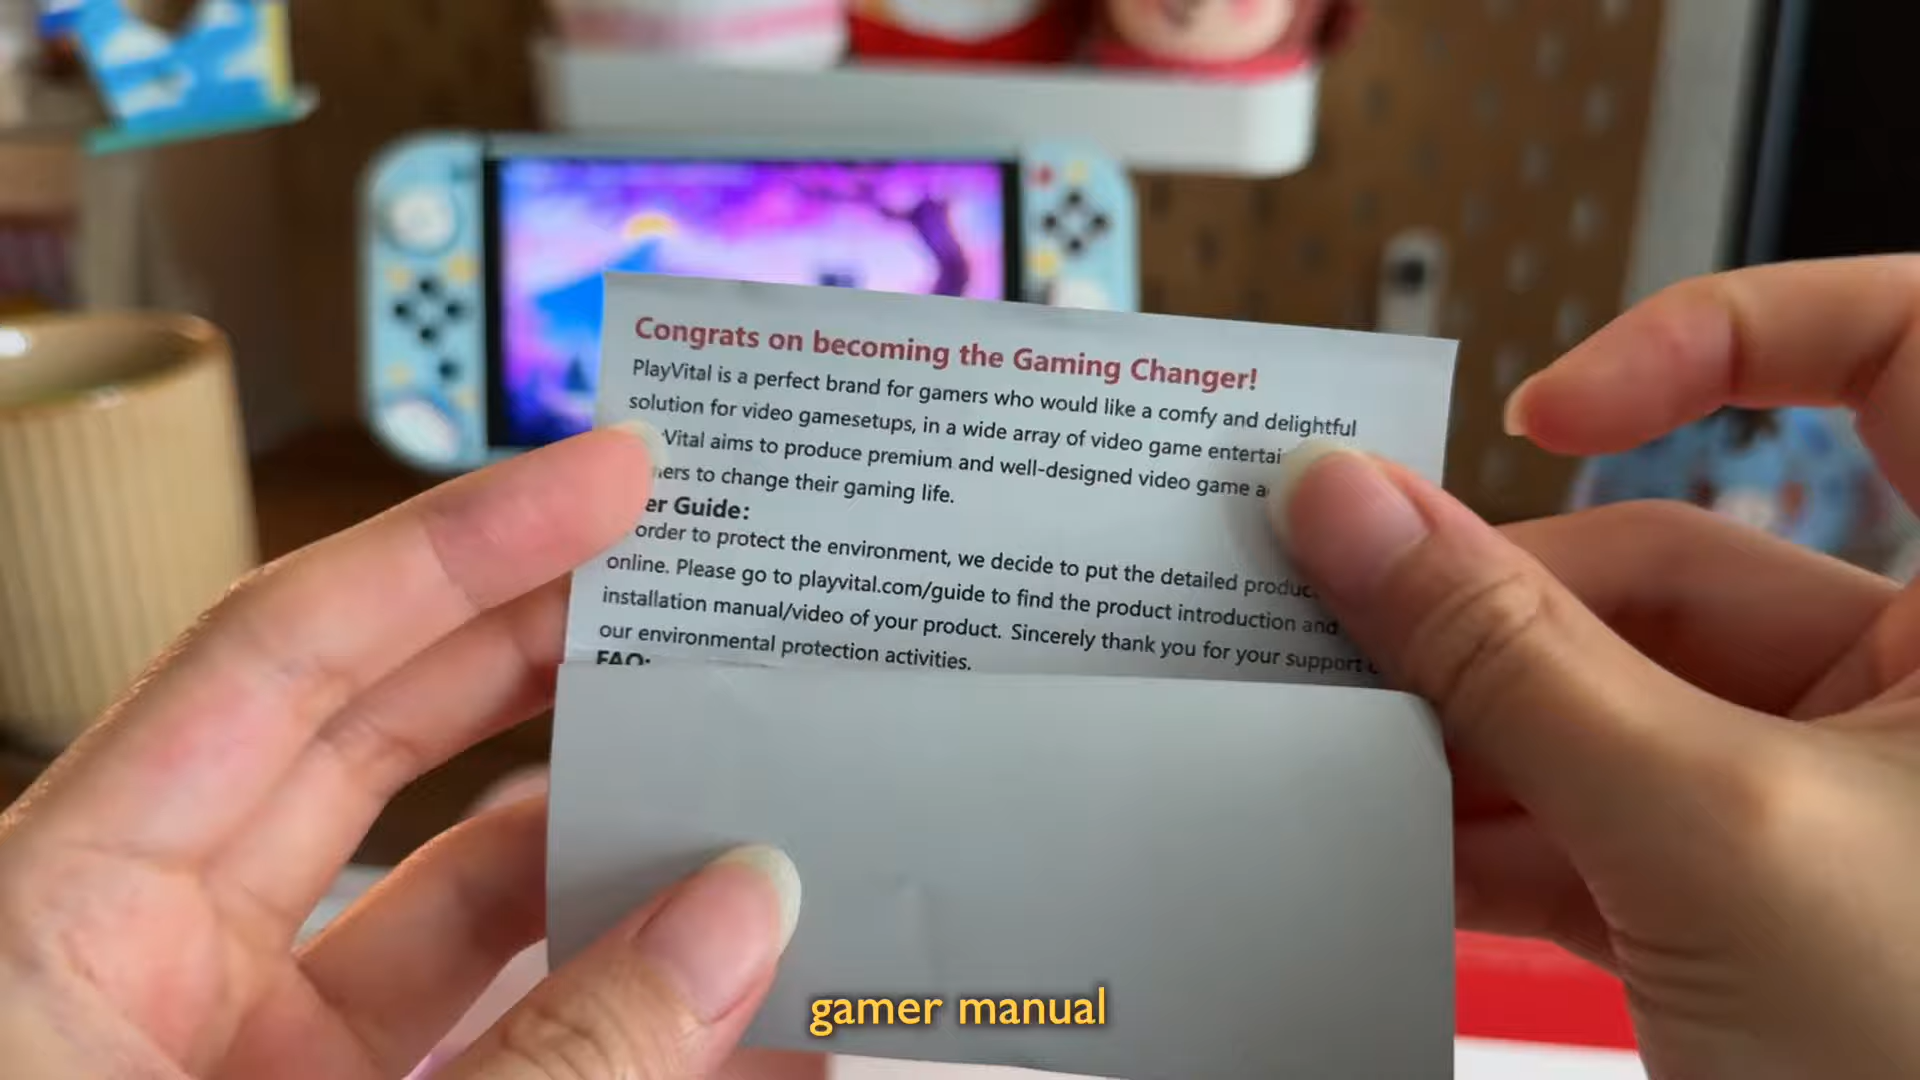 Congrats on becoming the Gaming Changer!
PlayVital is a perfect brand for gamers who would like a comfy and delightful
solution for video gamesetups, in a wide array of video game
Vital aims to produce premium and well-designed video game
to change their gaming life.
Guide:
order to protect the environment, we decide to put the detailed
online. Please go to playvital.com/guide to find the product introduction and
installation manual/video of your product. Sincerely thank you for your support
our environmental protection activities.
FAQ:
gamer manual